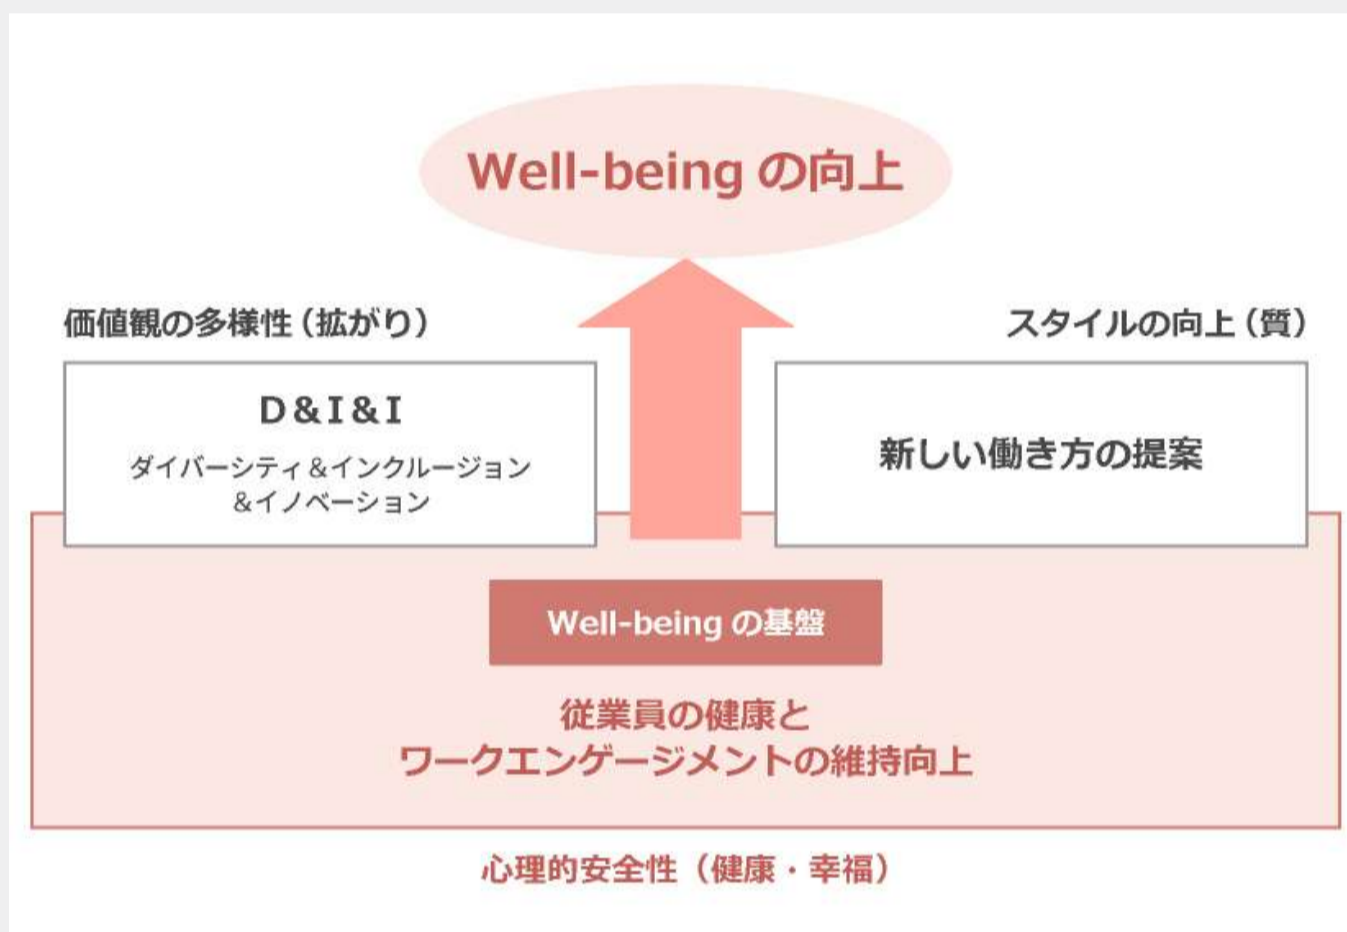 Well-being の向上
価値観の多様性(拡がり)
スタイルの向上(質)
D&I&I
ダイバーシティ&インクルージョン
&イノベーション
新しい働き方の提案
Well-being の基盤
従業員の健康と
ワークエンゲージメントの維持向上
心理的安全性(健康・幸福)